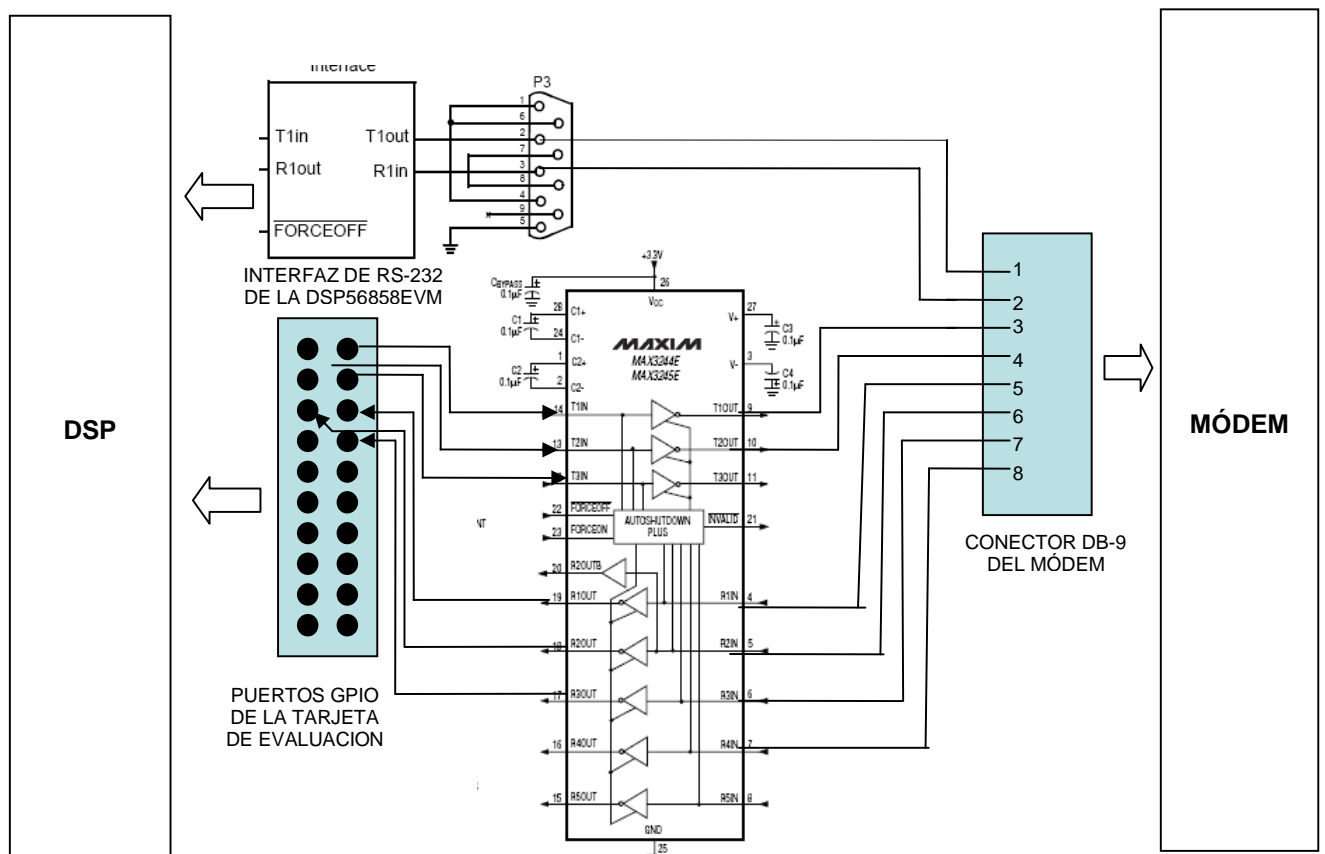 DSP
Interface
T1in
T1out
R1out
R1in
FORCEOFF
INTERFAZ DE RS-232
DE LA DSP56858EVM
P3
1
6
2
7
3
8
4
9
5
x
PUERTOS GPIO
DE LA TARJETA
DE EVALUACION
+3.3V
26
VCC
CBYPASS
0.1µF
28
C1+
C1
0.1µF
24
C1-
1
C2+
C2
0.1µF
2
C2-
27
V+
C3
0.1µF
3
V-
C4
0.1µF
MAXIM
MAX3244E
MAX3245E
14
T1IN
T1OUT
9
13
T2IN
T2OUT
10
T3IN
T3OUT
11
22
FORCEOFF
23
FORCEON
AUTOSHUTDOWN
PLUS
INVALID
21
NT
20
R2OUTB
19
R1OUT
R1IN
4
18
R2OUT
R2IN
5
17
R3OUT
R3IN
6
16
R4OUT
R4IN
7
15
R5OUT
R5IN
8
GND
25
1
2
3
4
5
6
7
8
CONECTOR DB-9
DEL MÓDEM
MÓDEM